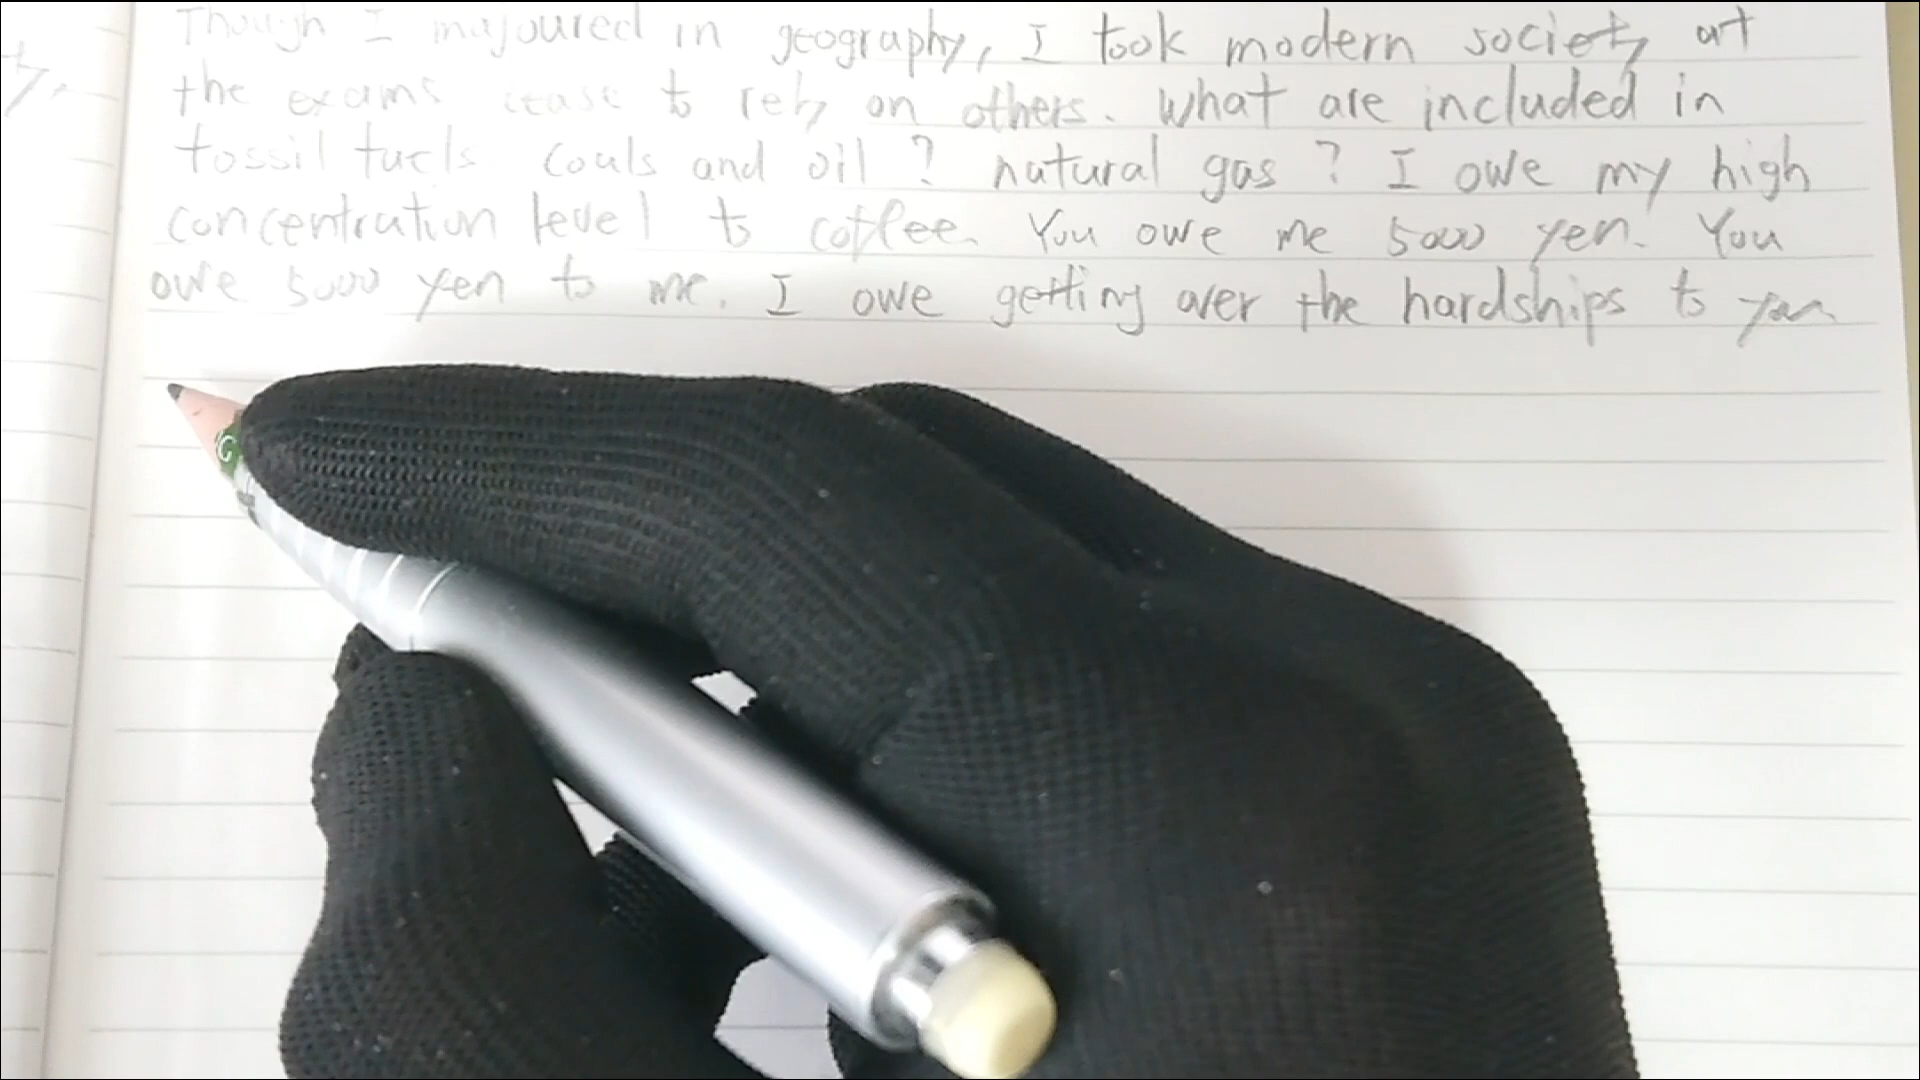 Though I majoured in geography, I took modern society at
the exams cease to rely on others. What are included in
fossil fuels couls and oil? natural gas? I owe my high
concentration level to coffee. You owe me 5000 yen. You
owe 5000 yen to me. I owe getting over the hardships to you.